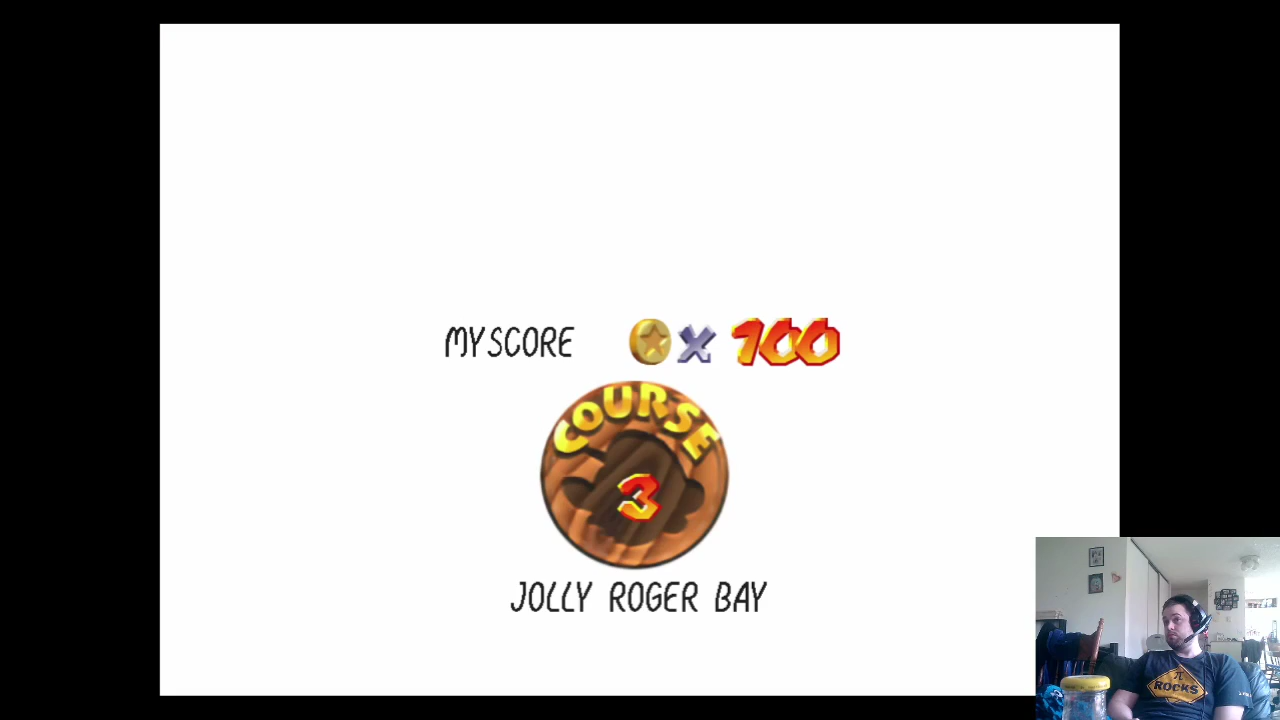 MY SCORE x 100
COURSE
3
JOLLY ROGER BAY
π
ROCKS